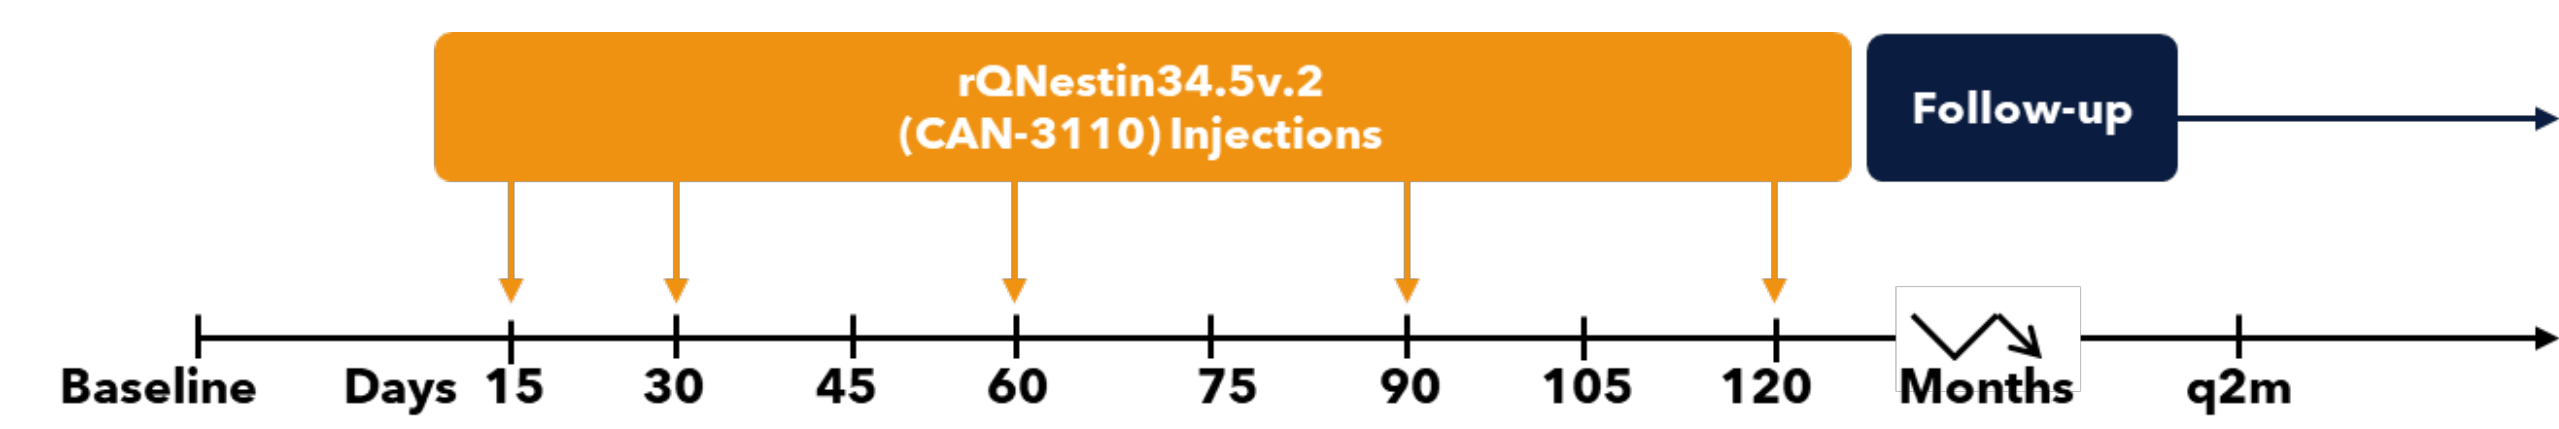 rQNestin34.5v.2
(CAN-3110) Injections
Follow-up
Baseline Days 15 30 45 60 75 90 105 120 Months q2m